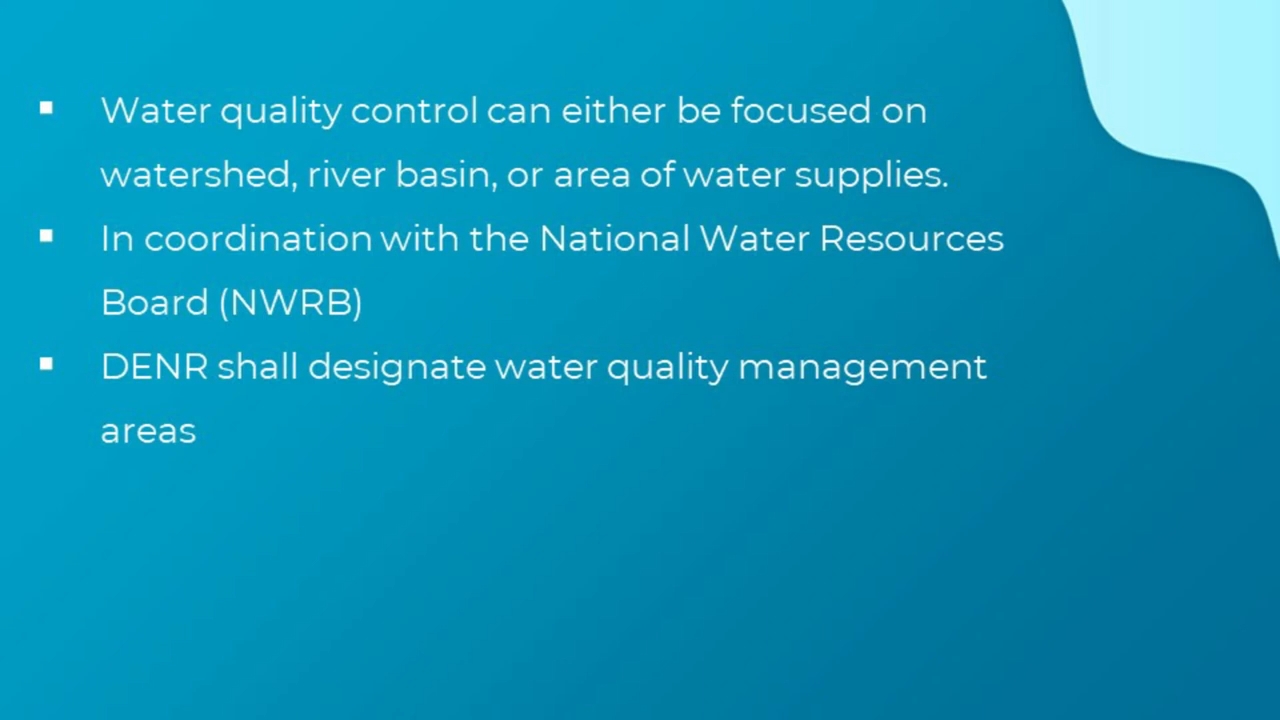 ▪ Water quality control can either be focused on
watershed, river basin, or area of water supplies.
▪ In coordination with the National Water Resources
Board (NWRB)
▪ DENR shall designate water quality management
areas